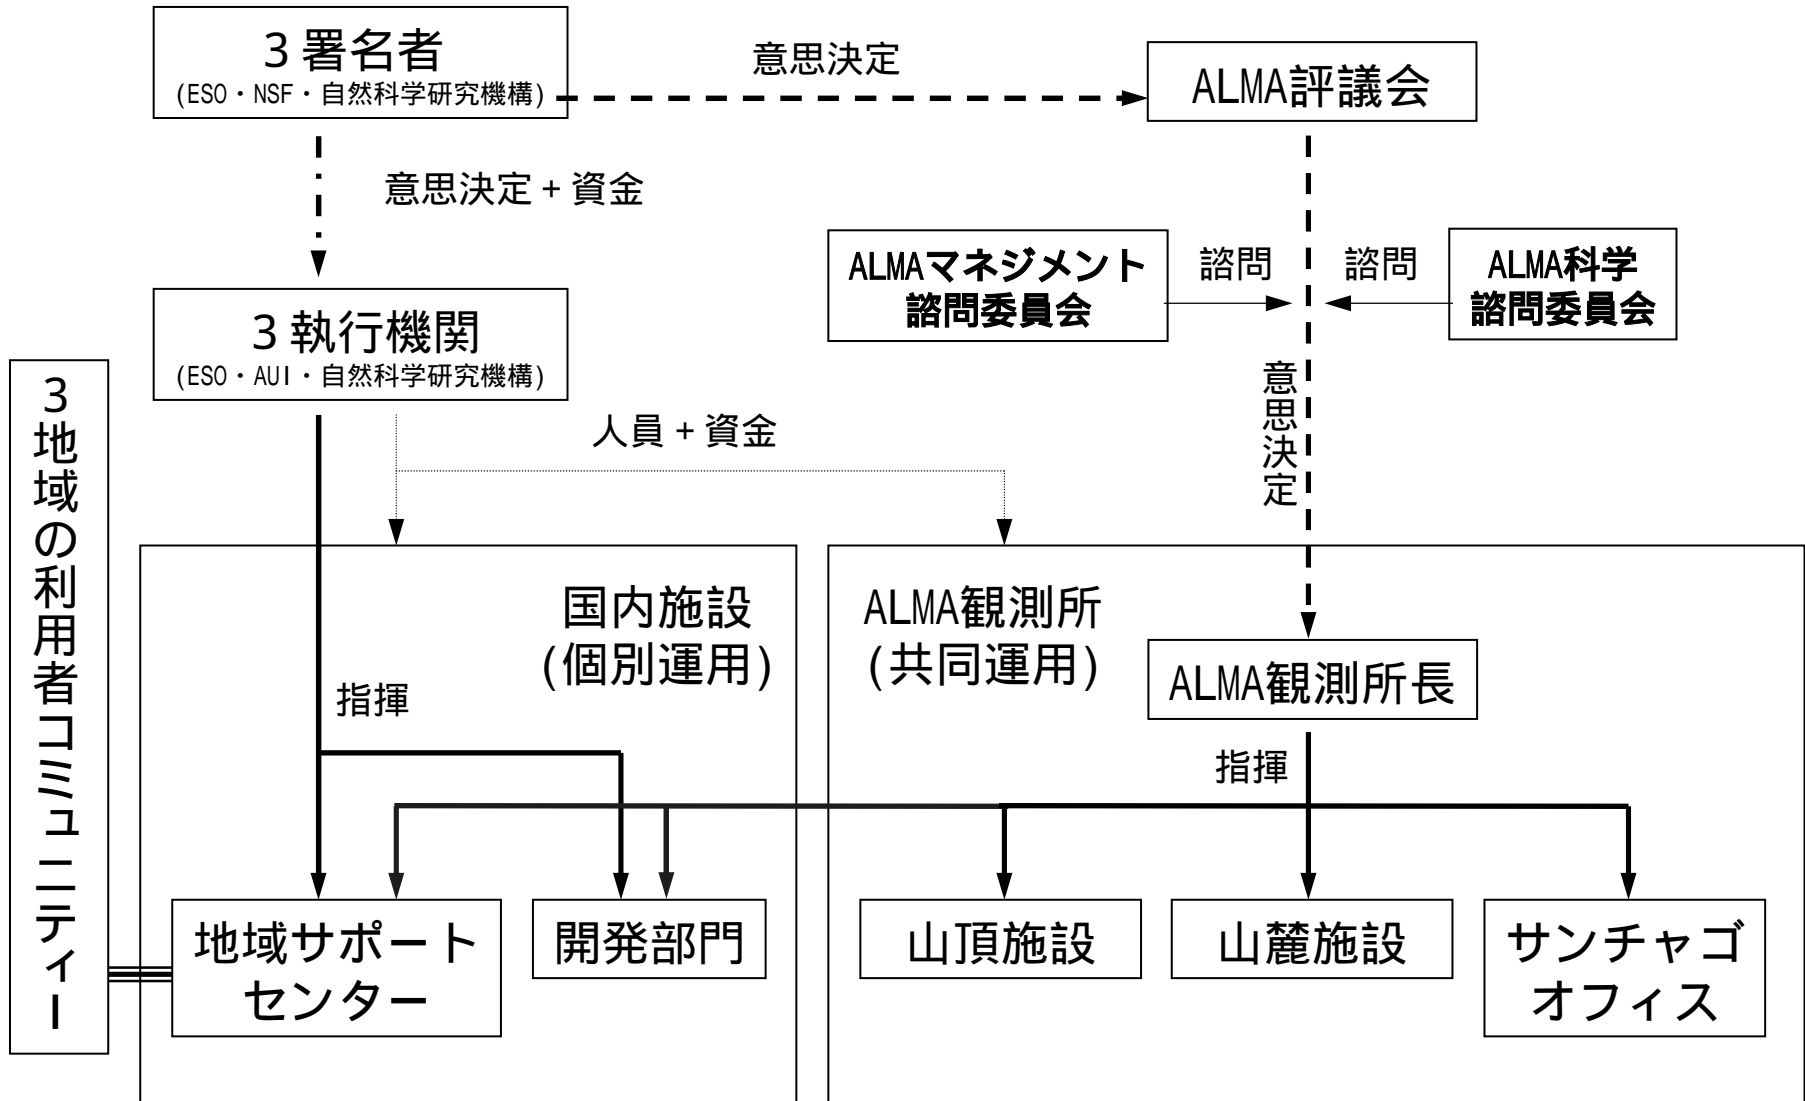 3署名者
(ESO・NSF・自然科学研究機構)
意思決定
ALMA評議会
意思決定+資金
ALMAマネジメント
諮問委員会
諮問
諮問
ALMA科学
諮問委員会
3執行機関
(ESO・AUI・自然科学研究機構)
意思決定
人員+資金
3地域の利用者コミュニティー
国内施設
(個別運用)
ALMA観測所
(共同運用)
ALMA観測所長
指揮
指揮
地域サポート
センター
開発部門
山頂施設
山麓施設
サンチャゴ
オフィス